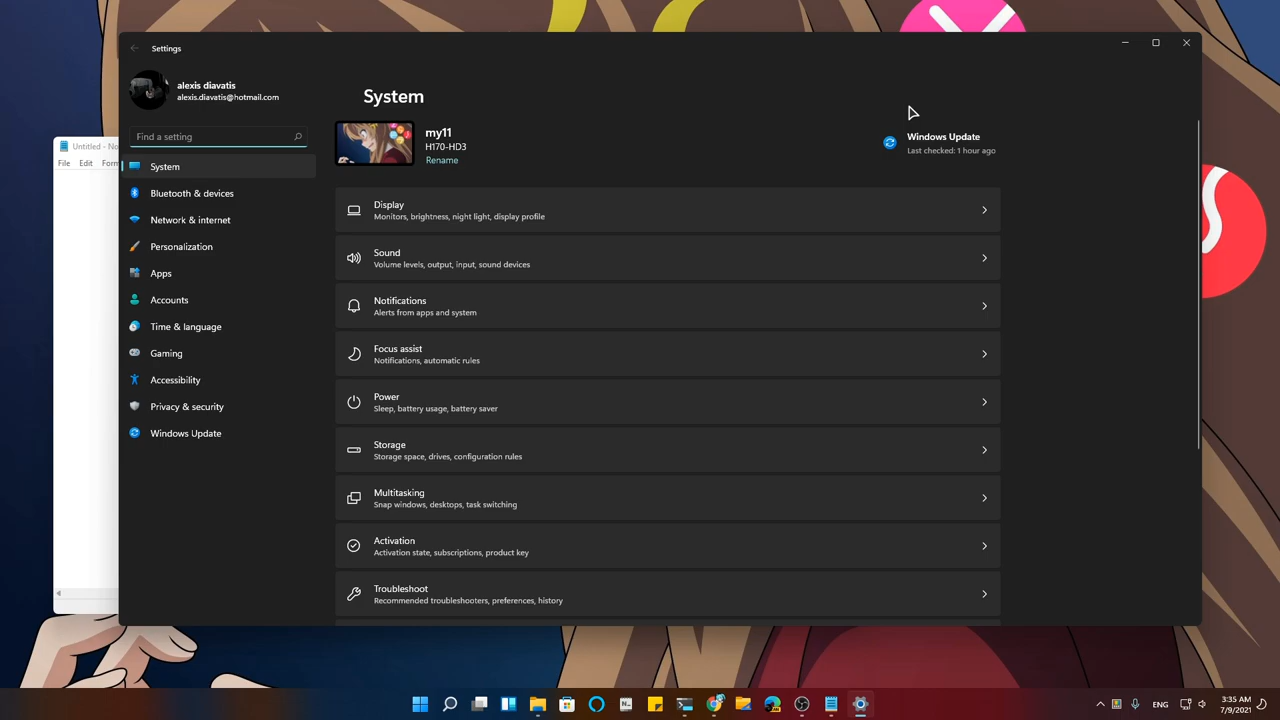 Settings
alexis diavatis
alexis.diavatis@hotmail.com
Find a setting
System
Bluetooth & devices
Network & internet
Personalization
Apps
Accounts
Time & language
Gaming
Accessibility
Privacy & security
Windows Update
System
my11
H170-HD3
Rename
Windows Update
Last checked: 1 hour ago
Display
Monitors, brightness, night light, display profile
Sound
Volume levels, output, input, sound devices
Notifications
Alerts from apps and system
Focus assist
Notifications, automatic rules
Power
Sleep, battery usage, battery saver
Storage
Storage space, drives, configuration rules
Multitasking
Snap windows, desktops, task switching
Activation
Activation state, subscriptions, product key
Troubleshoot
Recommended troubleshooters, preferences, history
Untitled - No
File Edit Form
ENG
3:35 AM
7/9/2021